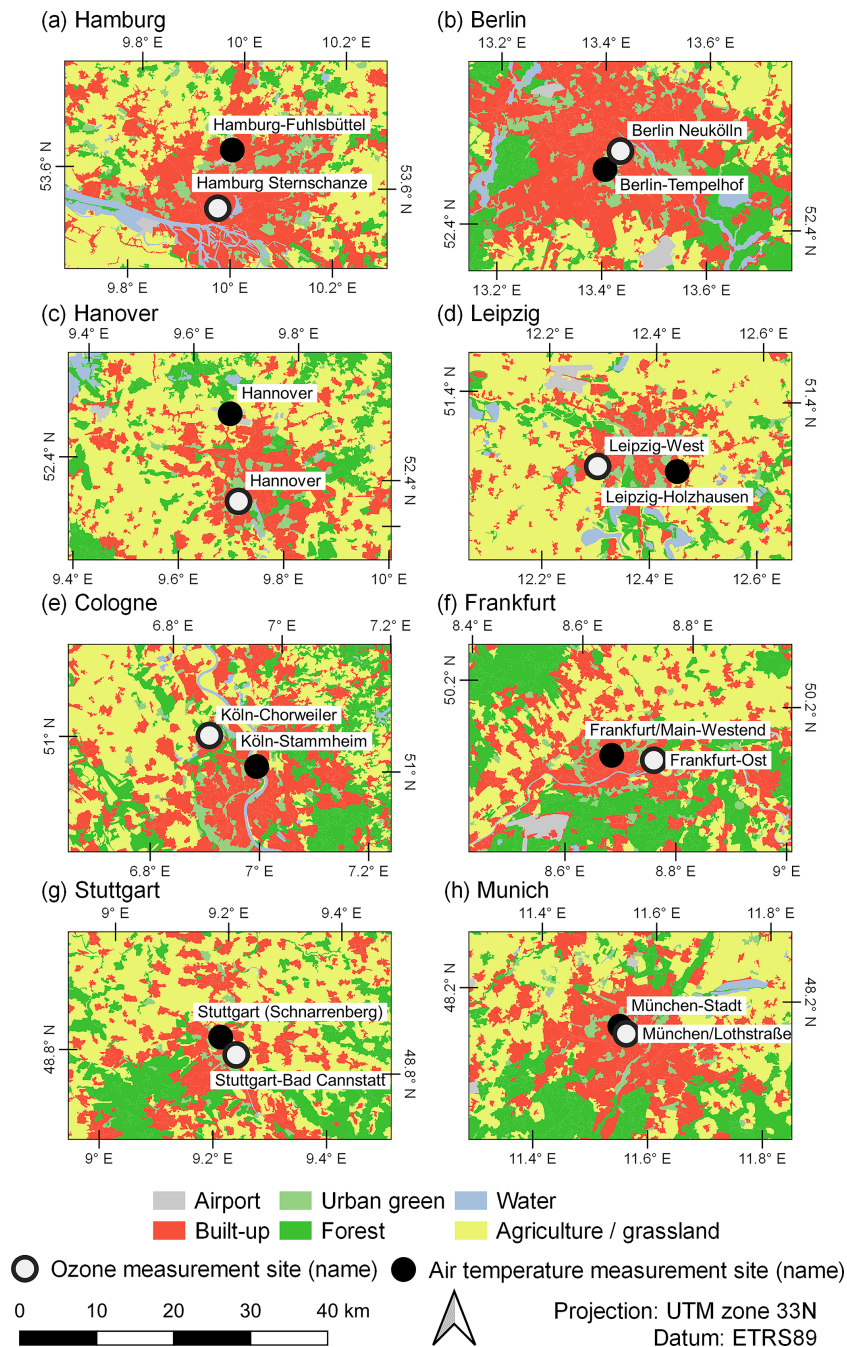 (a) Hamburg
9.8° E 10° E 10.2° E
Hamburg-Fuhlsbüttel
53.6° N
Hamburg Sternschanze
53.6° N
9.8° E 10° E 10.2° E
(b) Berlin
13.2° E 13.4° E 13.6° E
Berlin Neukölln
Berlin-Tempelhof
52.4° N
52.4° N
13.2° E 13.4° E 13.6° E
(c) Hanover
9.4° E 9.6° E 9.8° E
Hannover
52.4° N
Hannover
52.4° N
9.4° E 9.6° E 9.8° E 10° E
(d) Leipzig
12.2° E 12.4° E 12.6° E
51.4° N
51.4° N
Leipzig-West
Leipzig-Holzhausen
12.2° E 12.4° E 12.6° E
(e) Cologne
6.8° E 7° E 7.2° E
Köln-Chorweiler
51° N
Köln-Stammheim
51° N
6.8° E 7° E 7.2° E
(f) Frankfurt
8.4° E 8.6° E 8.8° E
50.2° N
50.2° N
Frankfurt/Main-Westend
Frankfurt-Ost
8.6° E 8.8° E 9° E
(g) Stuttgart
9° E 9.2° E 9.4° E
Stuttgart (Schnarrenberg)
48.8° N
Stuttgart-Bad Cannstatt
48.8° N
9° E 9.2° E 9.4° E
(h) Munich
11.4° E 11.6° E 11.8° E
48.2° N
48.2° N
München-Stadt
München/Lothstraße
11.4° E 11.6° E 11.8° E
Airport Urban green Water
Built-up Forest Agriculture / grassland
Ozone measurement site (name) Air temperature measurement site (name)
0 10 20 30 40 km
Projection: UTM zone 33N
Datum: ETRS89